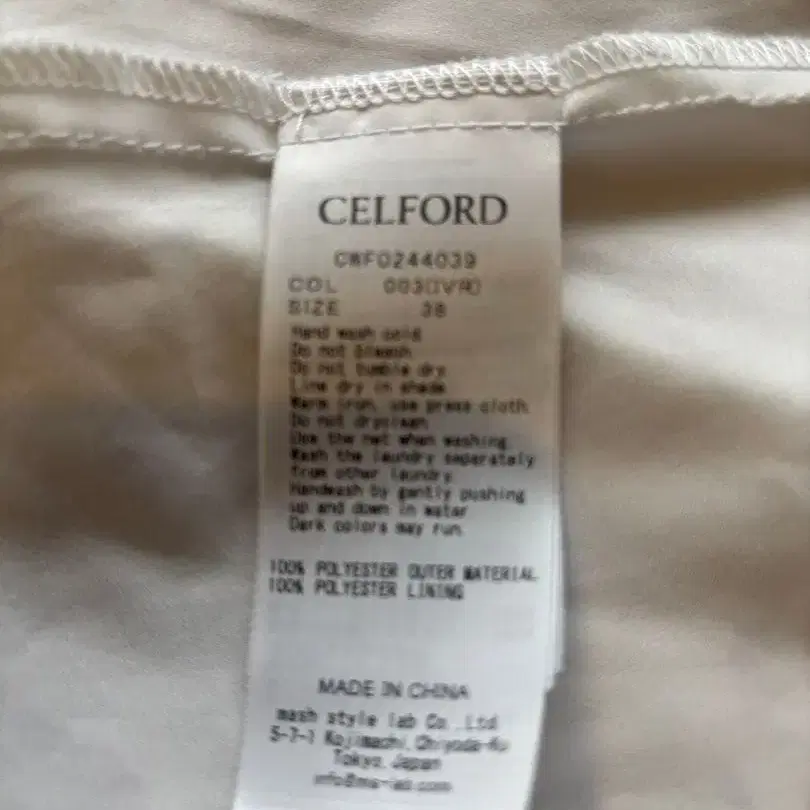 CELFORD
CWFO244039
COL 003(IVR)
SIZE 38
Hand wash cold
Do not bleach
Do not tumble dry
Line dry in shade
Warm iron, use press cloth
Do not dryclean
Use the net when washing
Wash the laundry separately
from other laundry
Handwash by gently pushing
up and down in water
Dark colors may run
100% POLYESTER OUTER MATERIAL
100% POLYESTER LINING
MADE IN CHINA
mash style lab Co.,Ltd
5-7-1 Kojimachi, Chiyoda-Ku
Tokyo, Japan